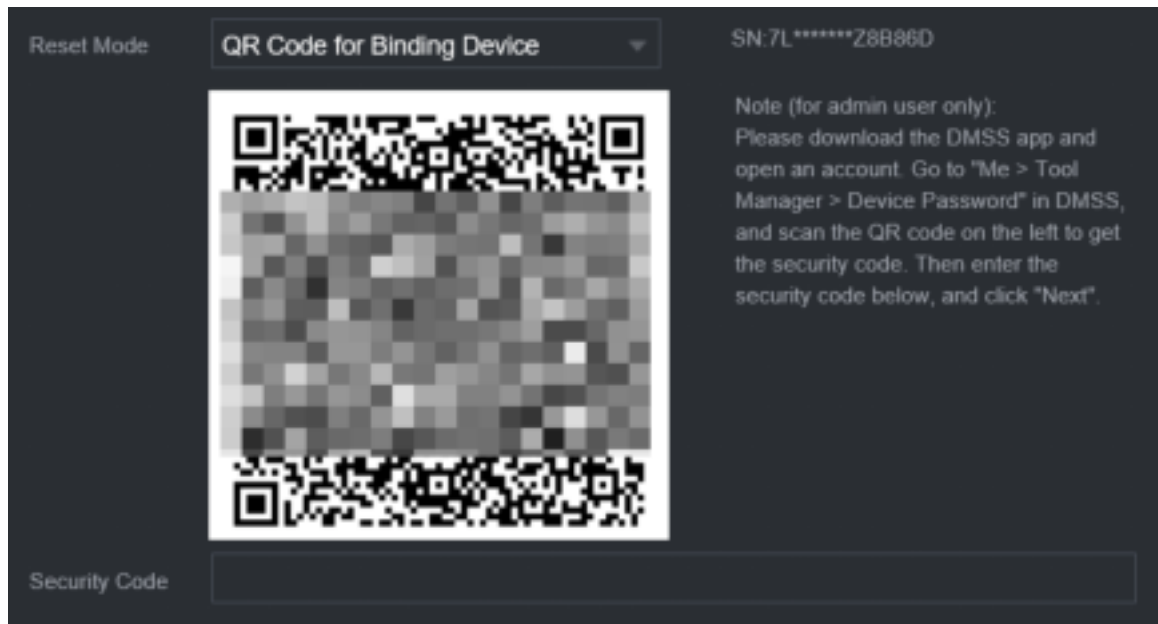 Reset Mode
QR Code for Binding Device
SN:7L*******Z8B86D
Note (for admin user only):
Please download the DMSS app and
open an account. Go to "Me > Tool
Manager > Device Password" in DMSS,
and scan the QR code on the left to get
the security code. Then enter the
security code below, and click "Next".
Security Code